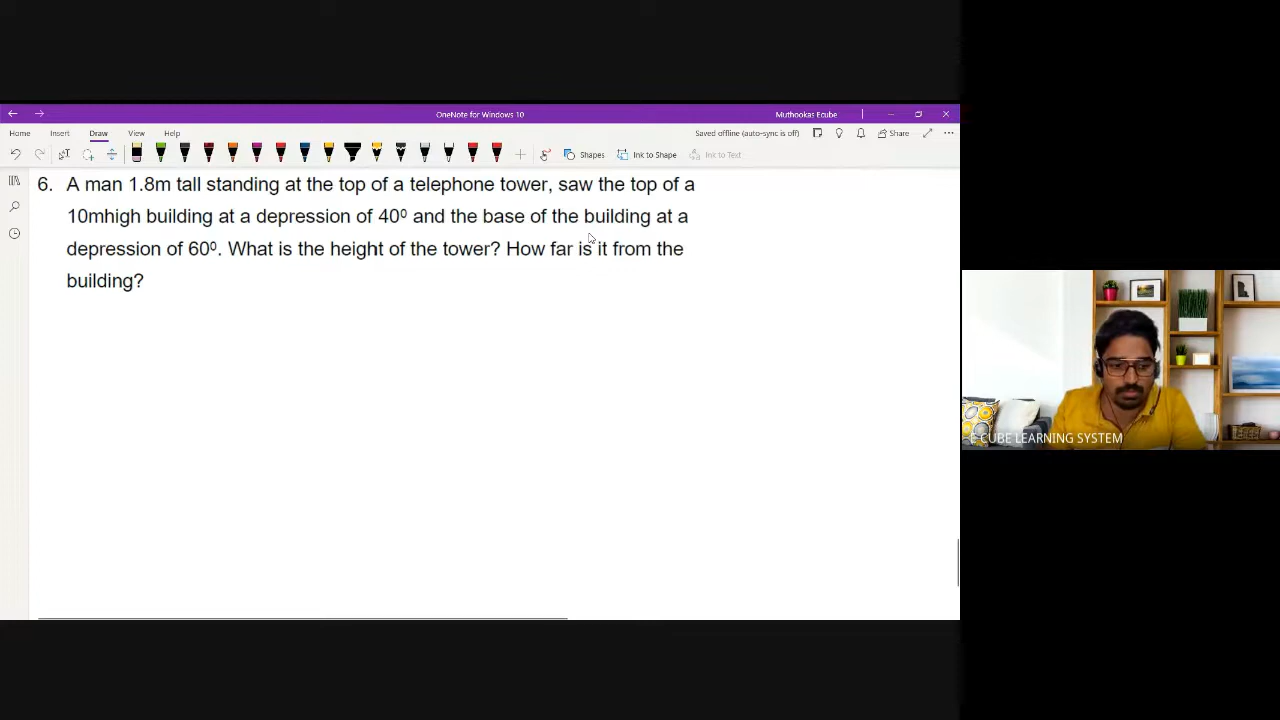 OneNote for Windows 10
Muthookas Ecube
Home Insert Draw View Help
Saved offline (auto-sync is off)
Share
Shapes
Ink to Shape
Ink to Text
6. A man 1.8m tall standing at the top of a telephone tower, saw the top of a
10mhigh building at a depression of 40⁰ and the base of the building at a
depression of 60⁰. What is the height of the tower? How far is it from the
building?
E CUBE LEARNING SYSTEM